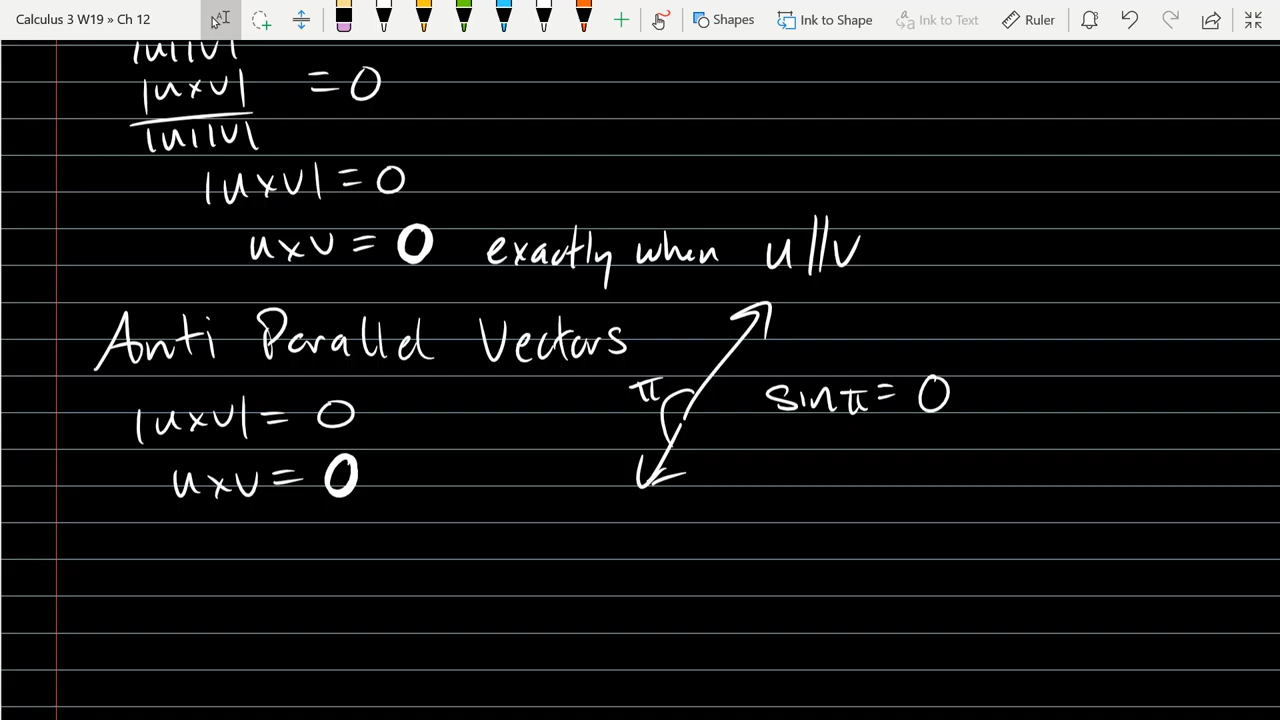 Calculus 3 W19 » Ch 12
Shapes Ink to Shape Ink to Text Ruler
|u||v|
|u×v| = 0
|u||v|
|u×v| = 0
u×v = 0 exactly when u∥v
Anti Parallel Vectors
π
sin π = 0
|u×v| = 0
u×v = 0